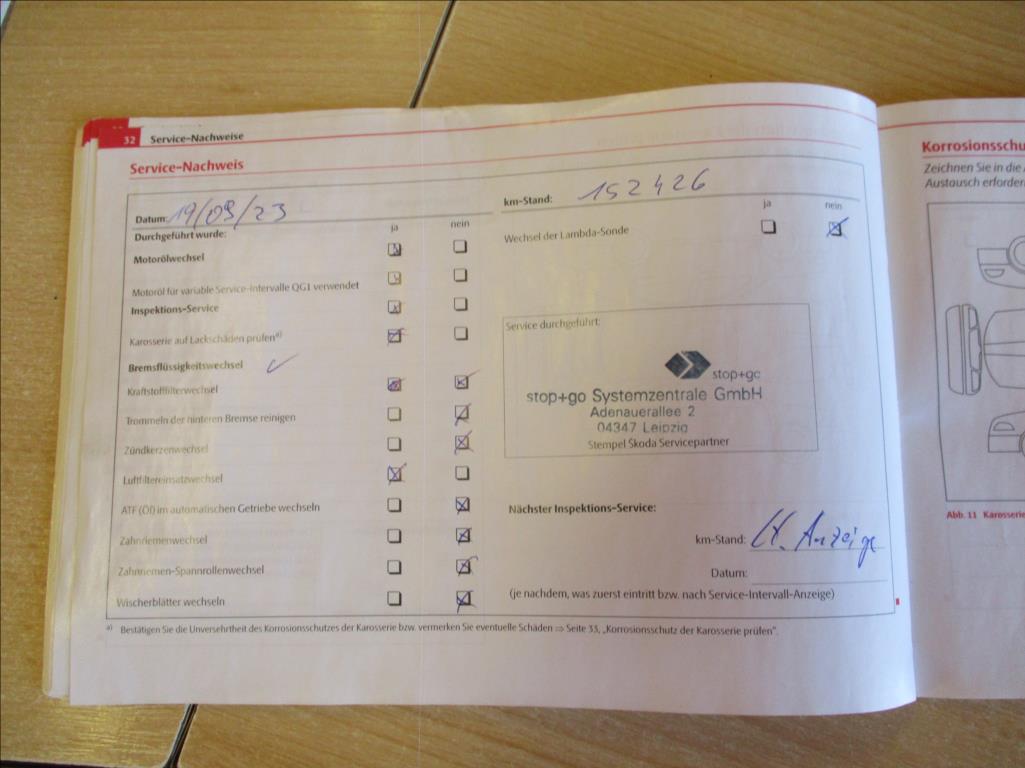 32 Service-Nachweise
Service-Nachweis
Datum: 19/09/23
km-Stand: 152426
Durchgeführt wurde:
ja nein
Motorölwechsel
Motoröl für variable Service-Intervalle QG1 verwendet
Inspektions-Service
Karosserie auf Lackschäden prüfen a)
Bremsflüssigkeitswechsel
Kraftstofffilterwechsel
Trommeln der hinteren Bremse reinigen
Zündkerzenwechsel
Luftfiltereinsatzwechsel
ATF (Öl) im automatischen Getriebe wechseln
Zahnriemenwechsel
Zahnriemen-Spannrollenwechsel
Wischerblätter wechseln
ja nein
Wechsel der Lambda-Sonde
Service durchgeführt:
stop+go
stop+go Systemzentrale GmbH
Adenauerallee 2
04347 Leipzig
Stempel Škoda Servicepartner
Nächster Inspektions-Service:
km-Stand: Lt. Anzeige
Datum:
(je nachdem, was zuerst eintritt bzw. nach Service-Intervall-Anzeige)
a) Bestätigen Sie die Unversehrtheit des Korrosionsschutzes der Karosserie bzw. vermerken Sie eventuelle Schäden ⇒ Seite 33, „Korrosionsschutz der Karosserie prüfen".
Korrosionsschu
Zeichnen Sie in die
Austausch erforder
Abb. 11 Karosserie